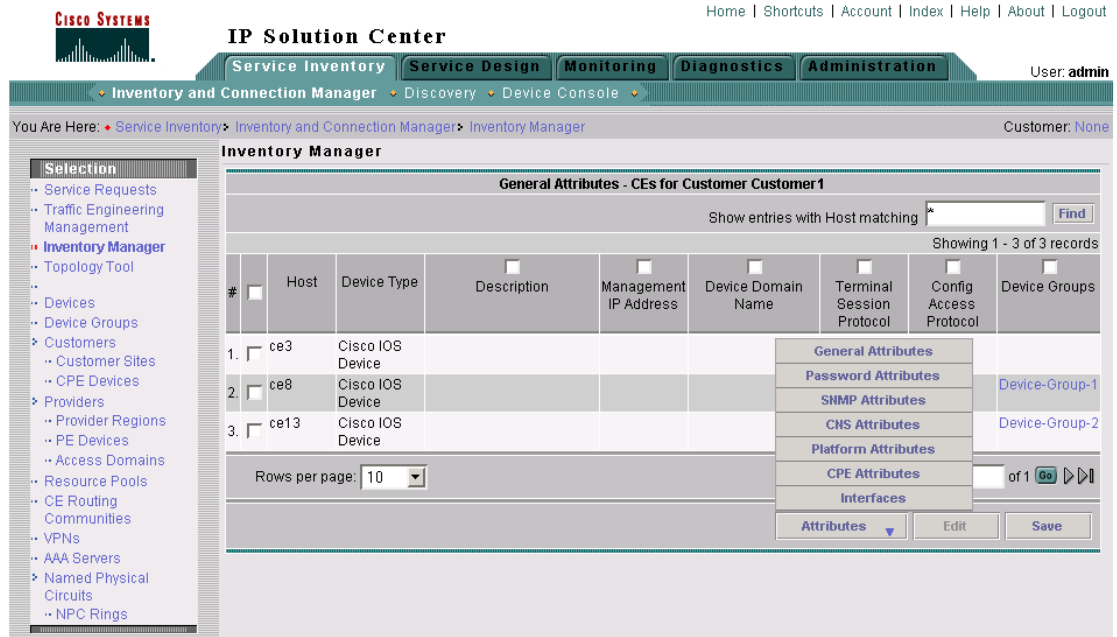 Home | Shortcuts | Account | Index | Help | About | Logout
CISCO SYSTEMS
IP Solution Center
Service Inventory Service Design Monitoring Diagnostics Administration
User: admin
Inventory and Connection Manager Discovery Device Console
You Are Here: Service Inventory Inventory and Connection Manager Inventory Manager
Customer: None
Selection
Service Requests
Traffic Engineering
Management
Inventory Manager
Topology Tool
Devices
Device Groups
Customers
Customer Sites
CPE Devices
Providers
Provider Regions
PE Devices
Access Domains
Resource Pools
CE Routing
Communities
VPNs
AAA Servers
Named Physical
Circuits
NPC Rings
Inventory Manager
General Attributes - CEs for Customer Customer1
Show entries with Host matching * Find
Showing 1 - 3 of 3 records
# Host Device Type Description Management IP Address Device Domain Name Terminal Session Protocol Config Access Protocol Device Groups
1. ce3 Cisco IOS Device
2. ce8 Cisco IOS Device Device-Group-1
3. ce13 Cisco IOS Device Device-Group-2
General Attributes
Password Attributes
SNMP Attributes
CNS Attributes
Platform Attributes
CPE Attributes
Interfaces
Rows per page: 10 of 1 Go
Attributes Edit Save